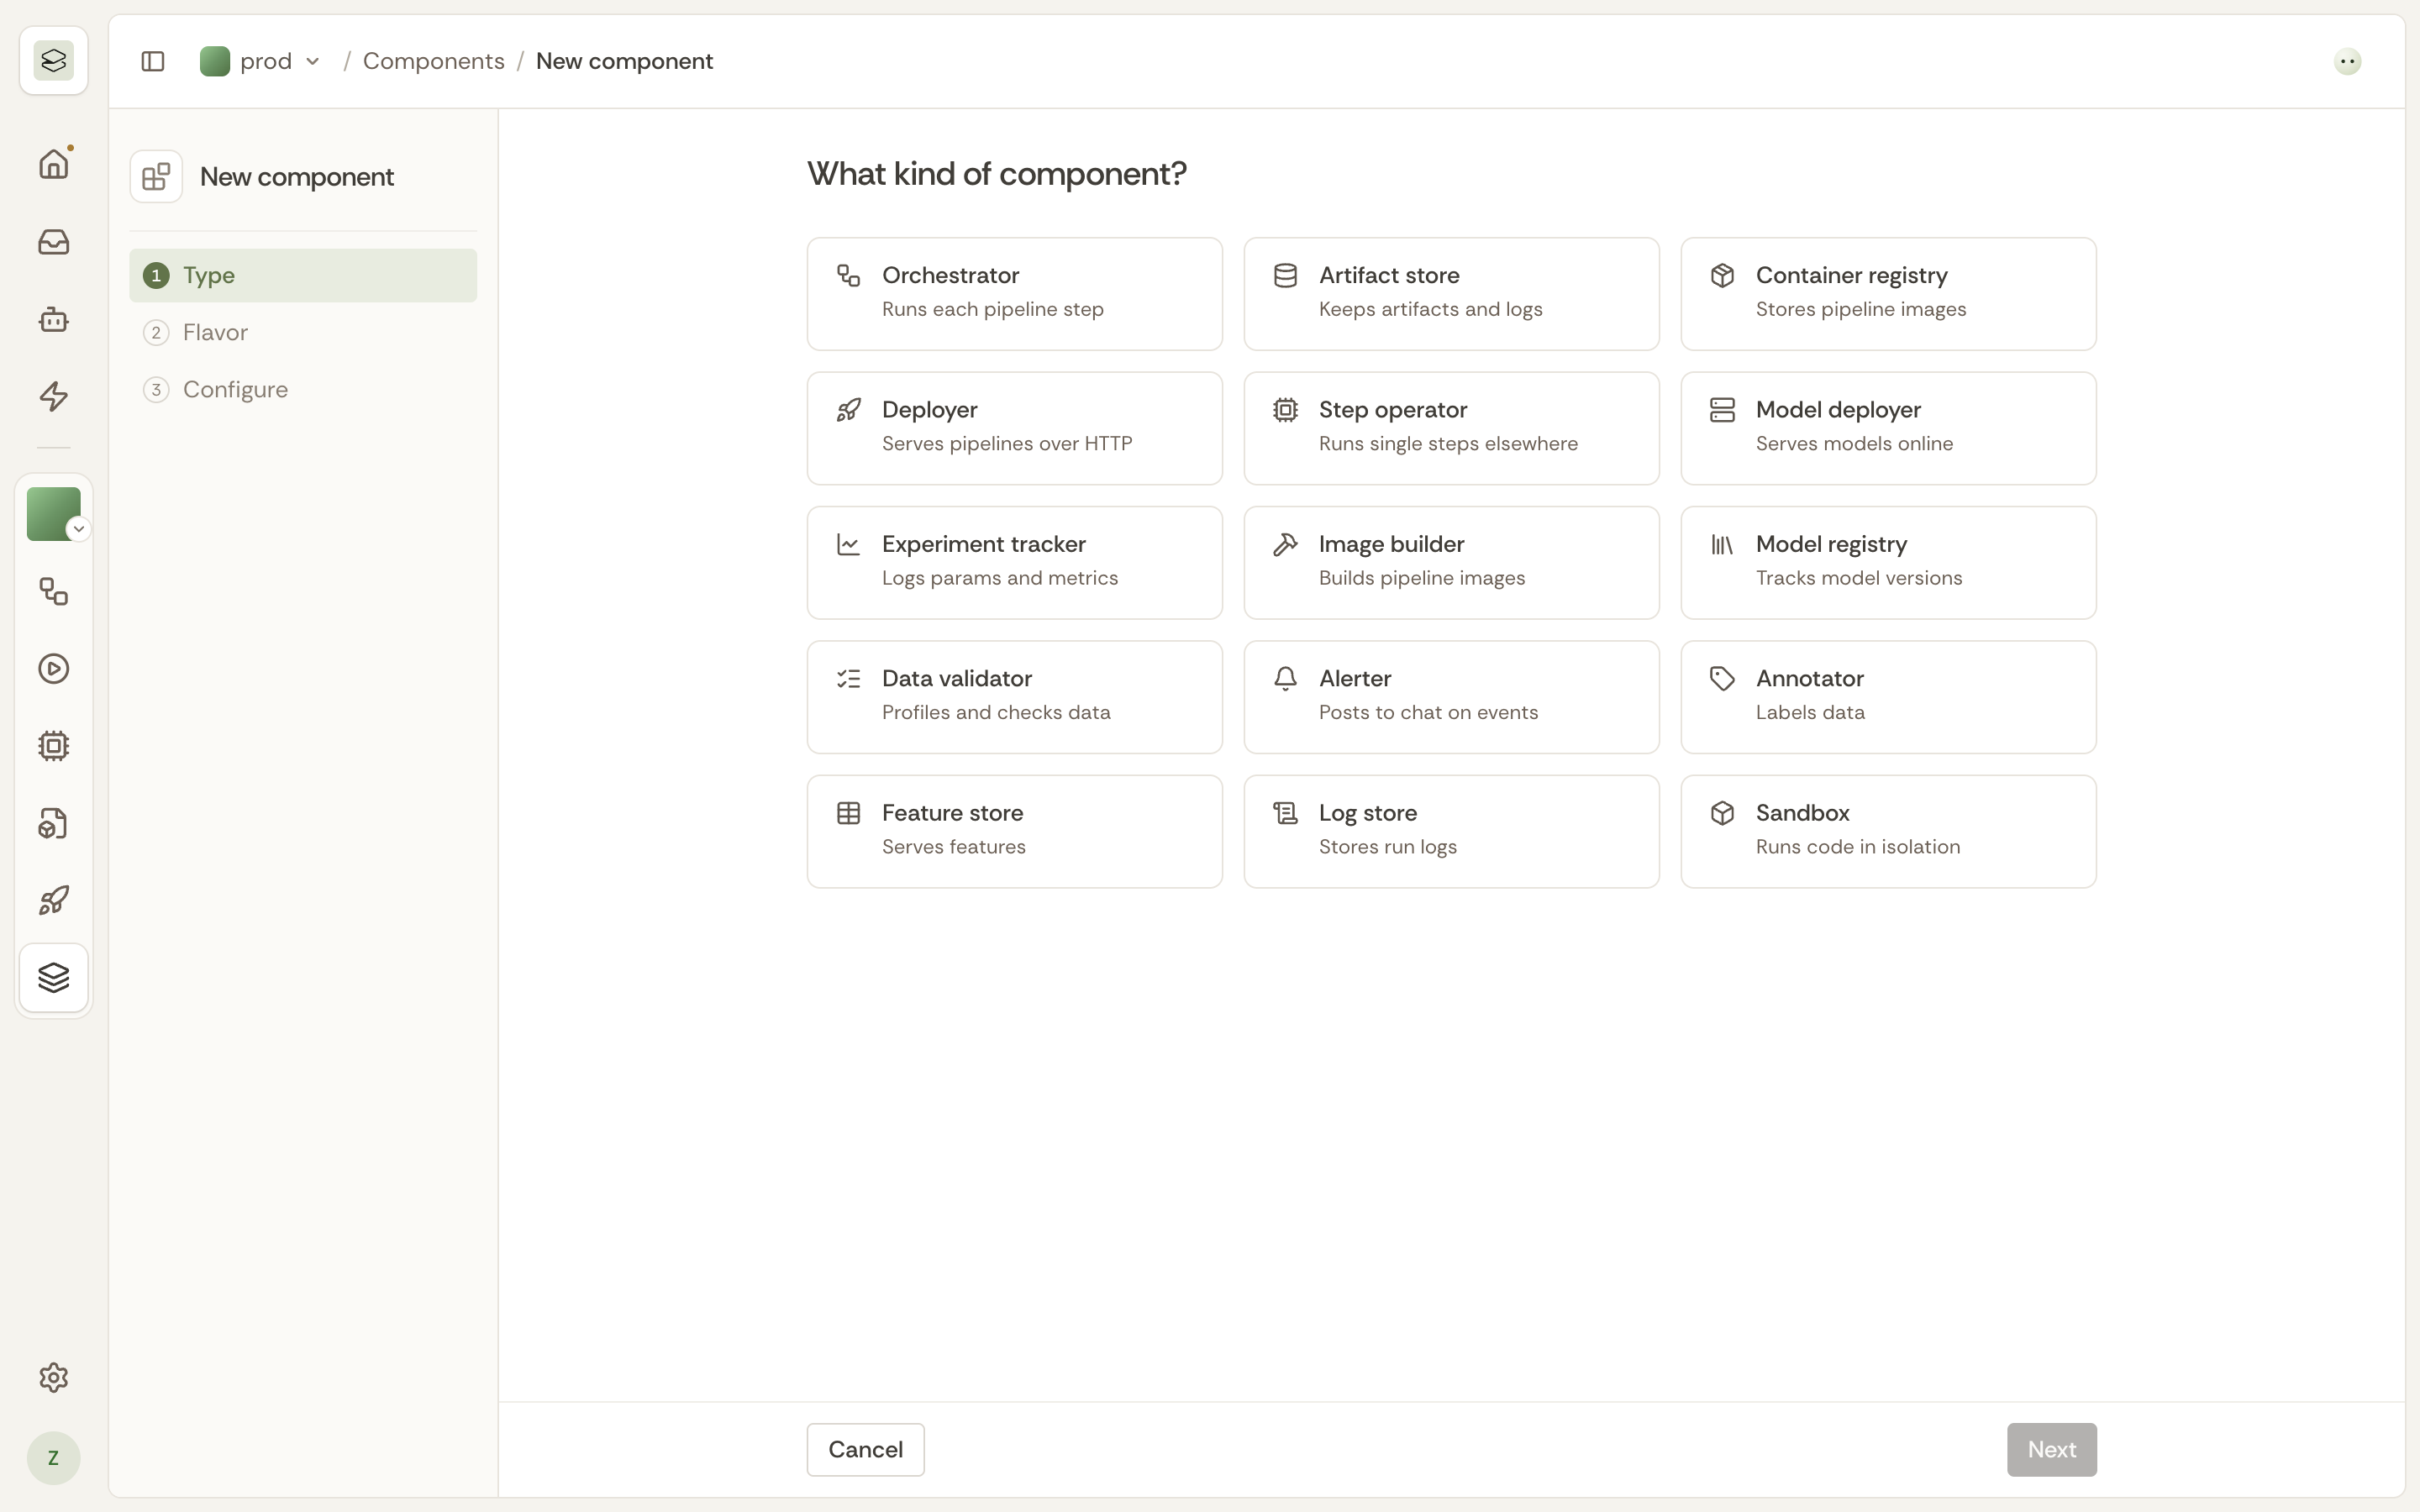 prod / Components / New component
New component
1 Type
2 Flavor
3 Configure
What kind of component?
Orchestrator
Runs each pipeline step
Artifact store
Keeps artifacts and logs
Container registry
Stores pipeline images
Deployer
Serves pipelines over HTTP
Step operator
Runs single steps elsewhere
Model deployer
Serves models online
Experiment tracker
Logs params and metrics
Image builder
Builds pipeline images
Model registry
Tracks model versions
Data validator
Profiles and checks data
Alerter
Posts to chat on events
Annotator
Labels data
Feature store
Serves features
Log store
Stores run logs
Sandbox
Runs code in isolation
Z
Cancel
Next